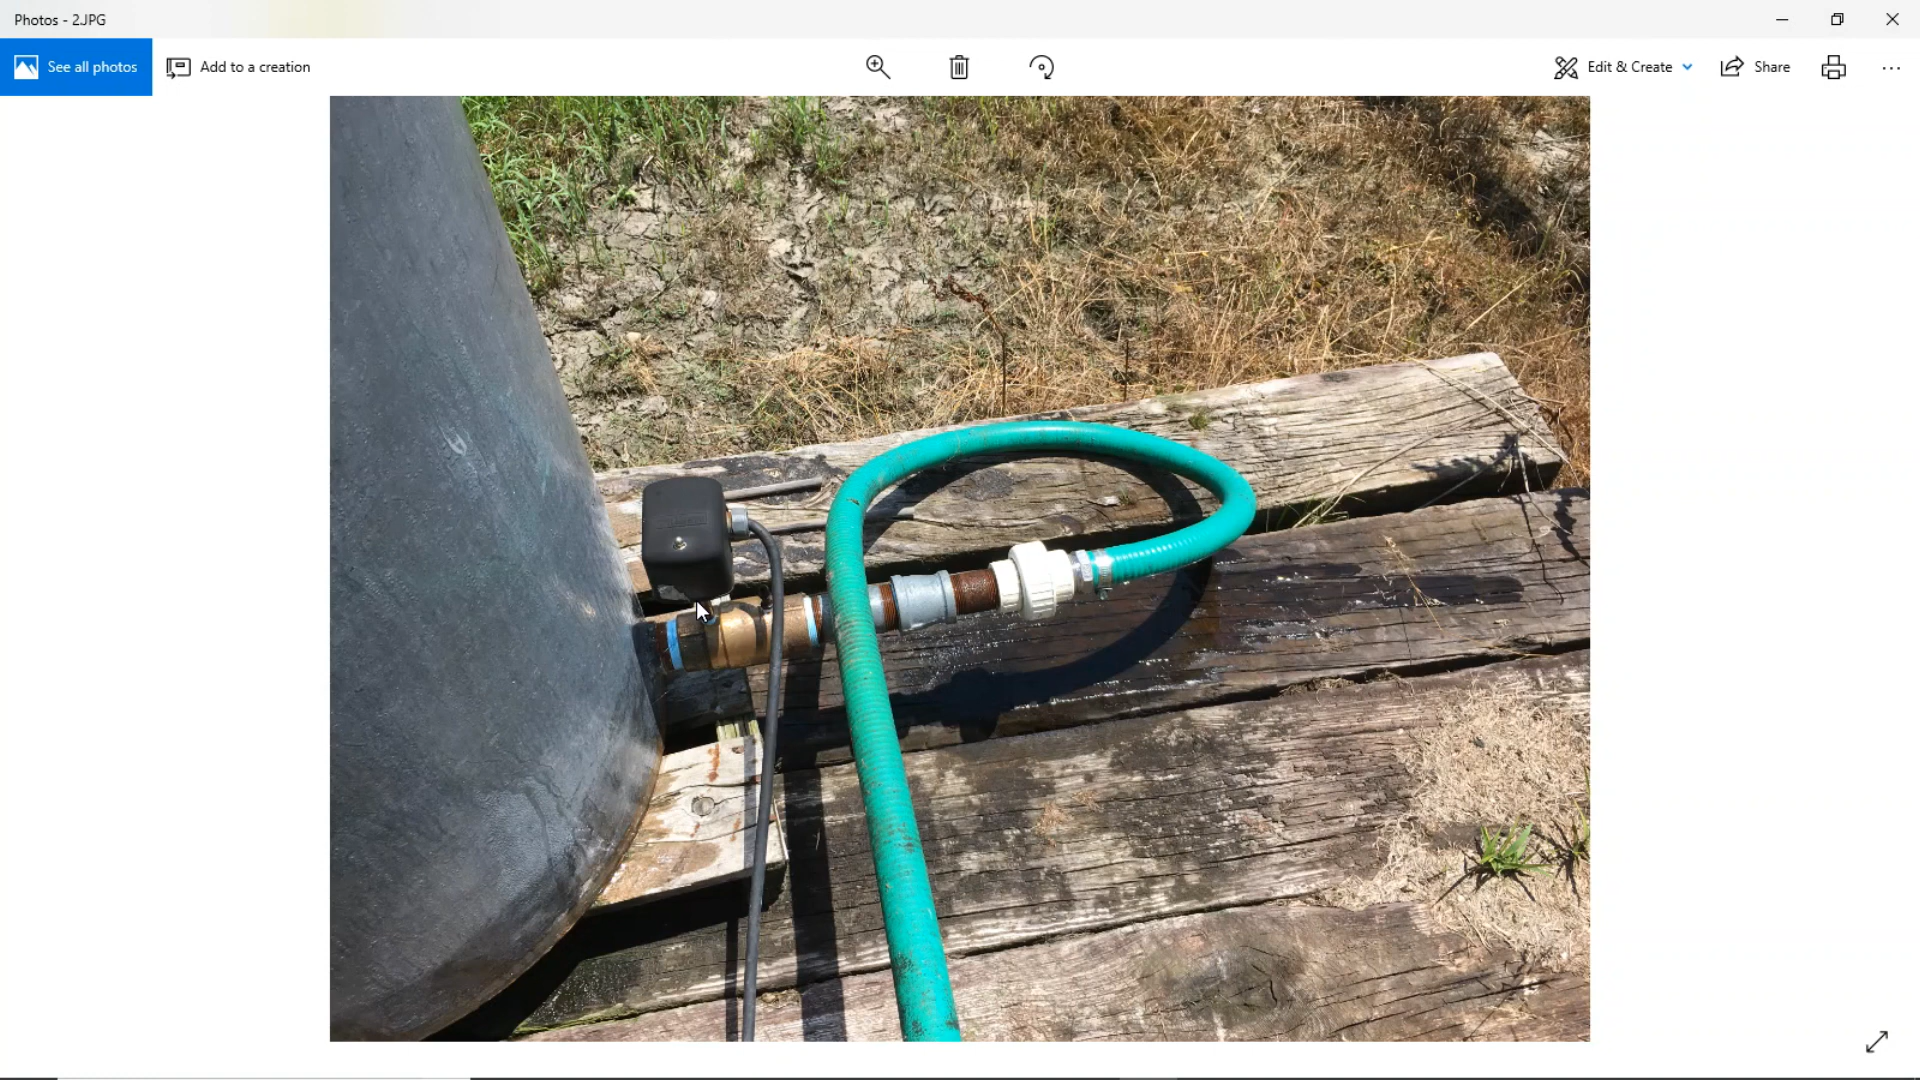 Photos - 2.JPG
See all photos
Add to a creation
Edit & Create
Share